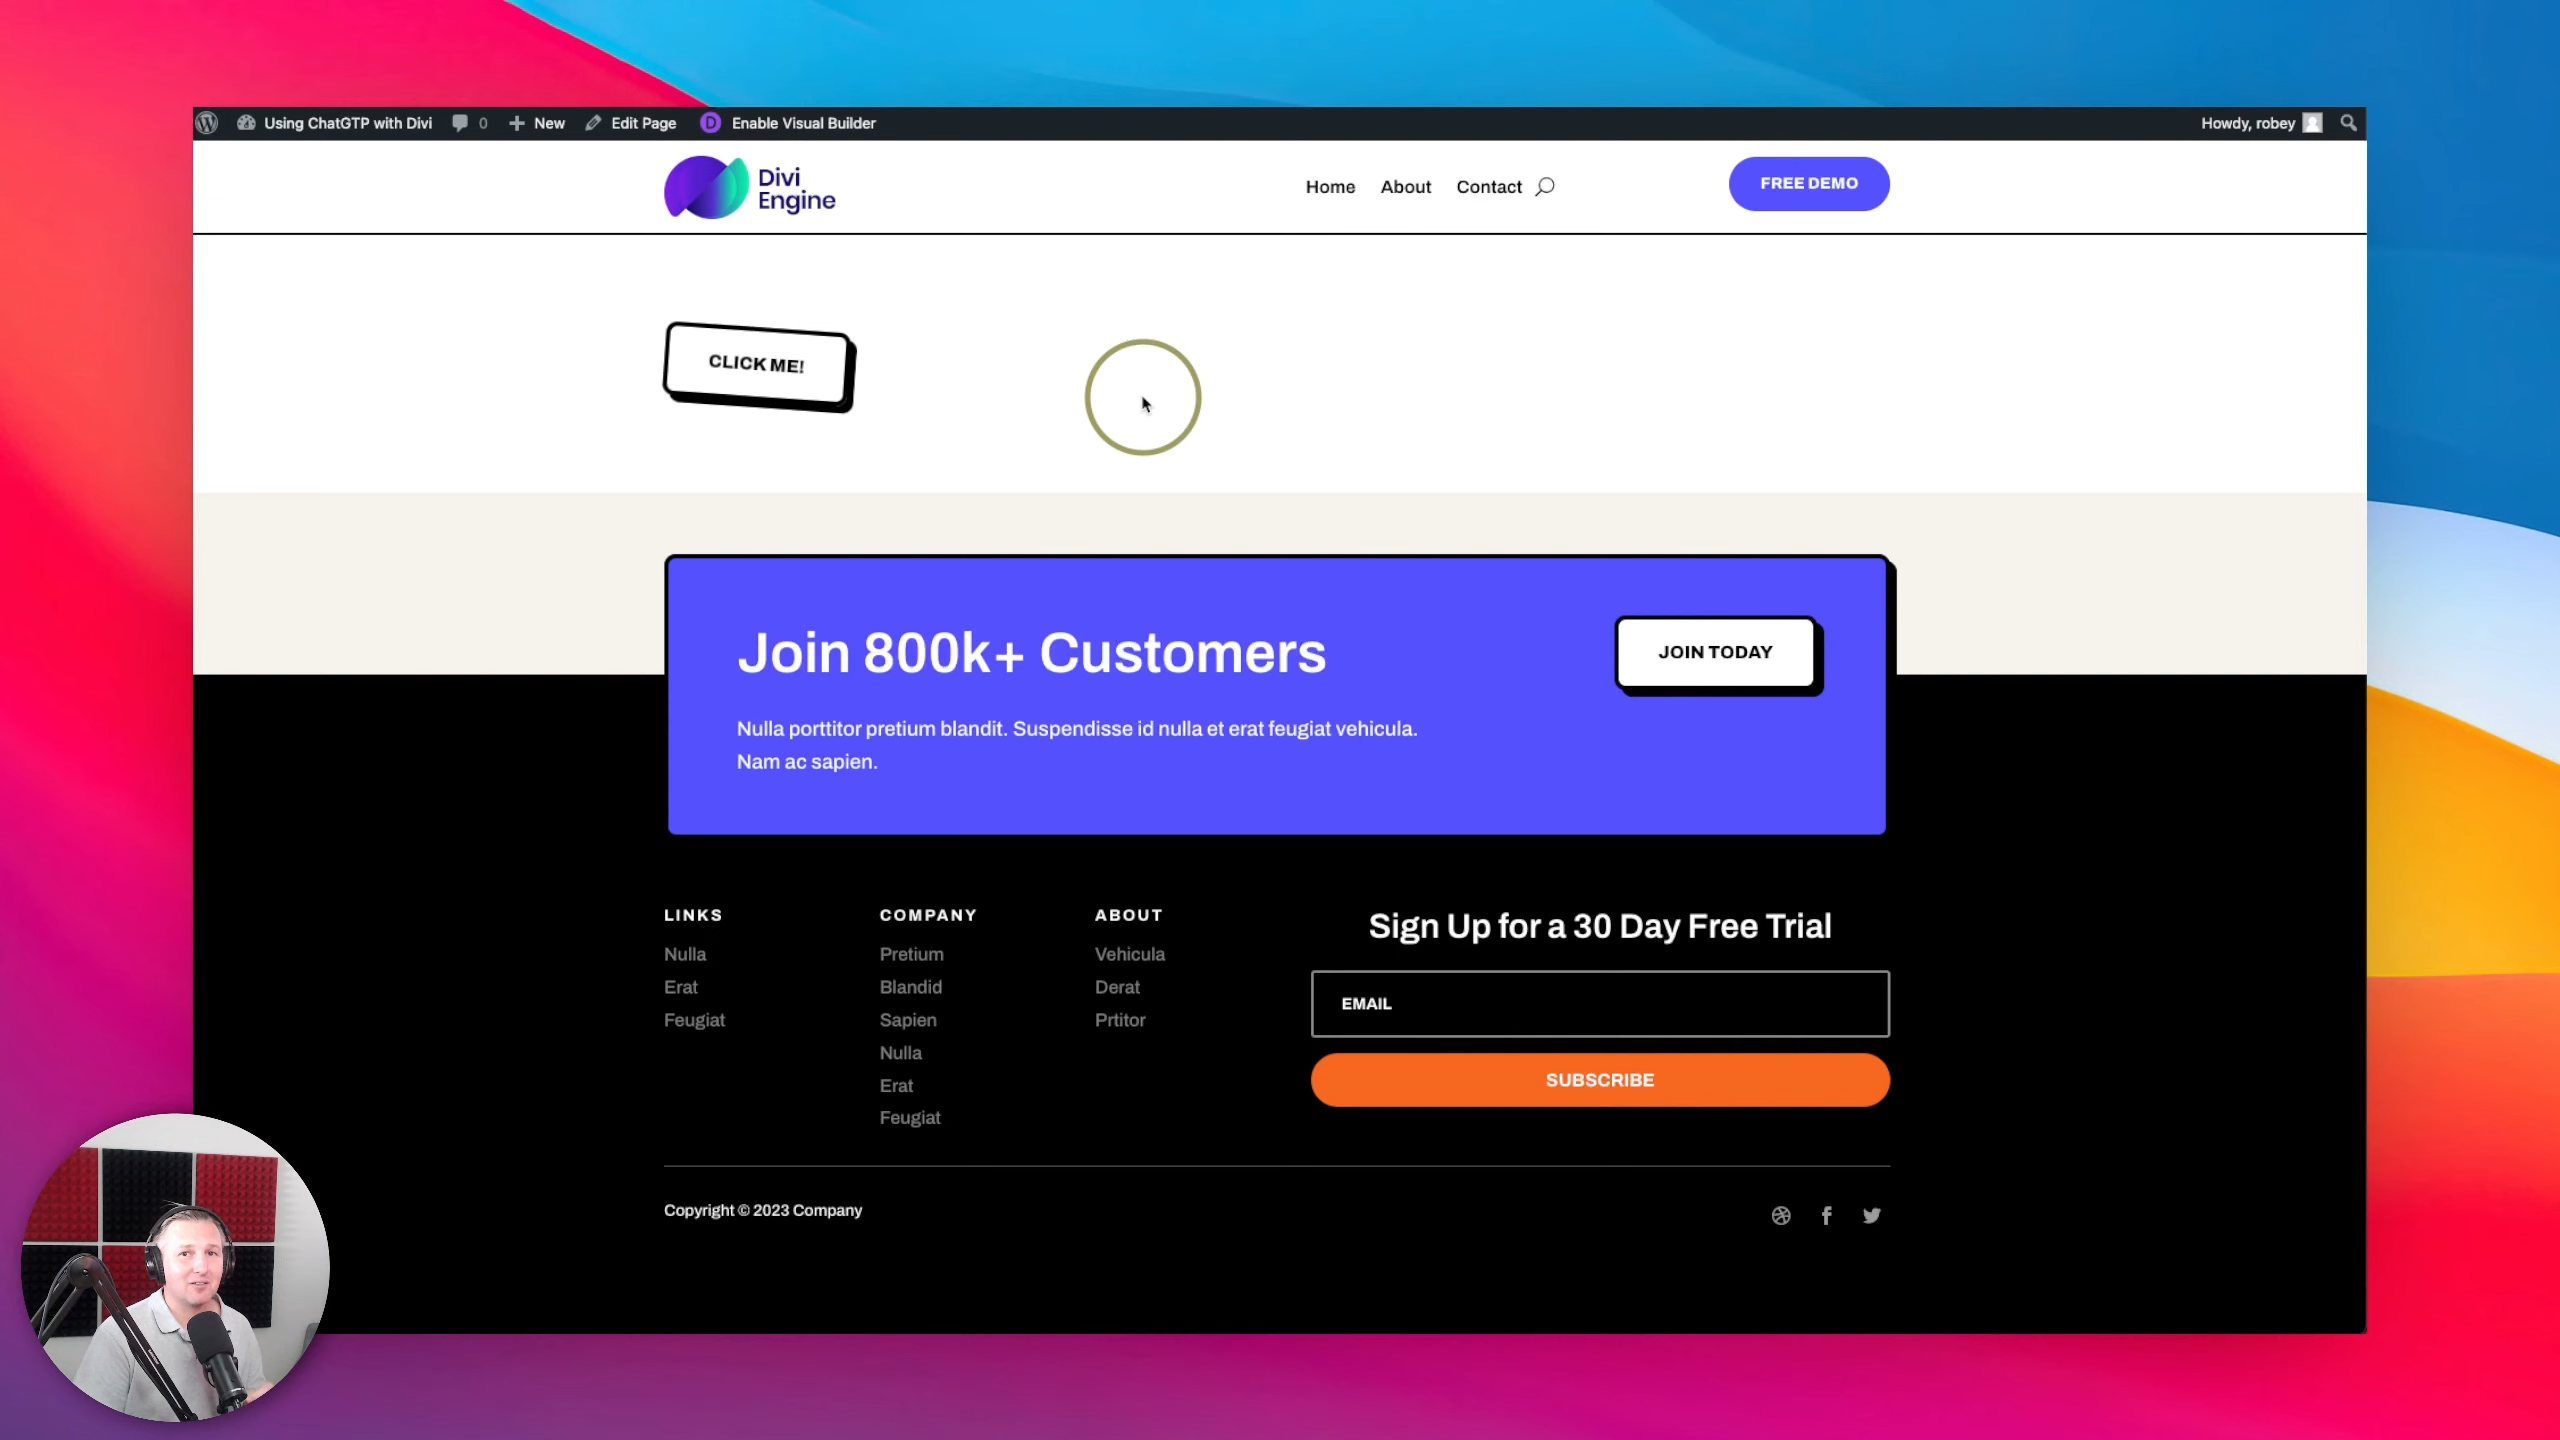 Using ChatGTP with Divi 0 New Edit Page Enable Visual Builder Howdy, robey
Divi
Engine
Home About Contact
FREE DEMO
CLICK ME!
Join 800k+ Customers
JOIN TODAY
Nulla porttitor pretium blandit. Suspendisse id nulla et erat feugiat vehicula.
Nam ac sapien.
LINKS
Nulla
Erat
Feugiat
COMPANY
Pretium
Blandid
Sapien
Nulla
Erat
Feugiat
ABOUT
Vehicula
Derat
Prtitor
Sign Up for a 30 Day Free Trial
EMAIL
SUBSCRIBE
Copyright © 2023 Company